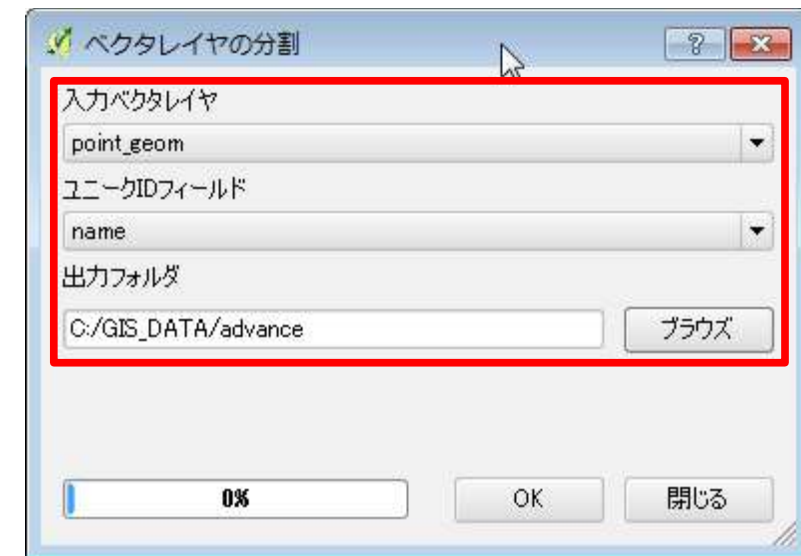 ベクタレイヤの分割
入力ベクタレイヤ
point_geom
ユニークIDフィールド
name
出力フォルダ
C:/GIS_DATA/advance
ブラウズ
0%
OK
閉じる